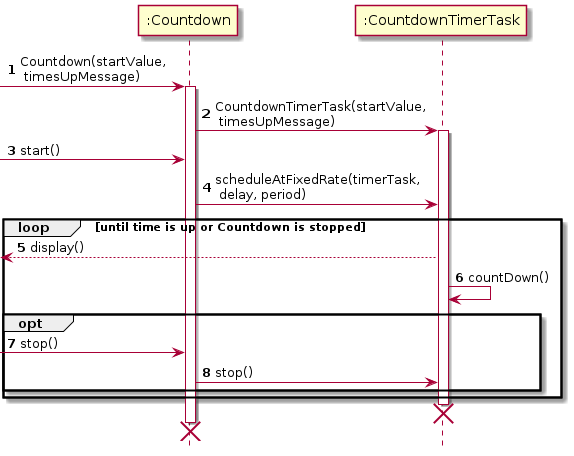 :Countdown
:CountdownTimerTask
1 Countdown(startValue,
timesUpMessage)
2 CountdownTimerTask(startValue,
timesUpMessage)
3 start()
4 scheduleAtFixedRate(timerTask,
delay, period)
loop [until time is up or Countdown is stopped]
5 display()
6 countDown()
opt
7 stop()
8 stop()